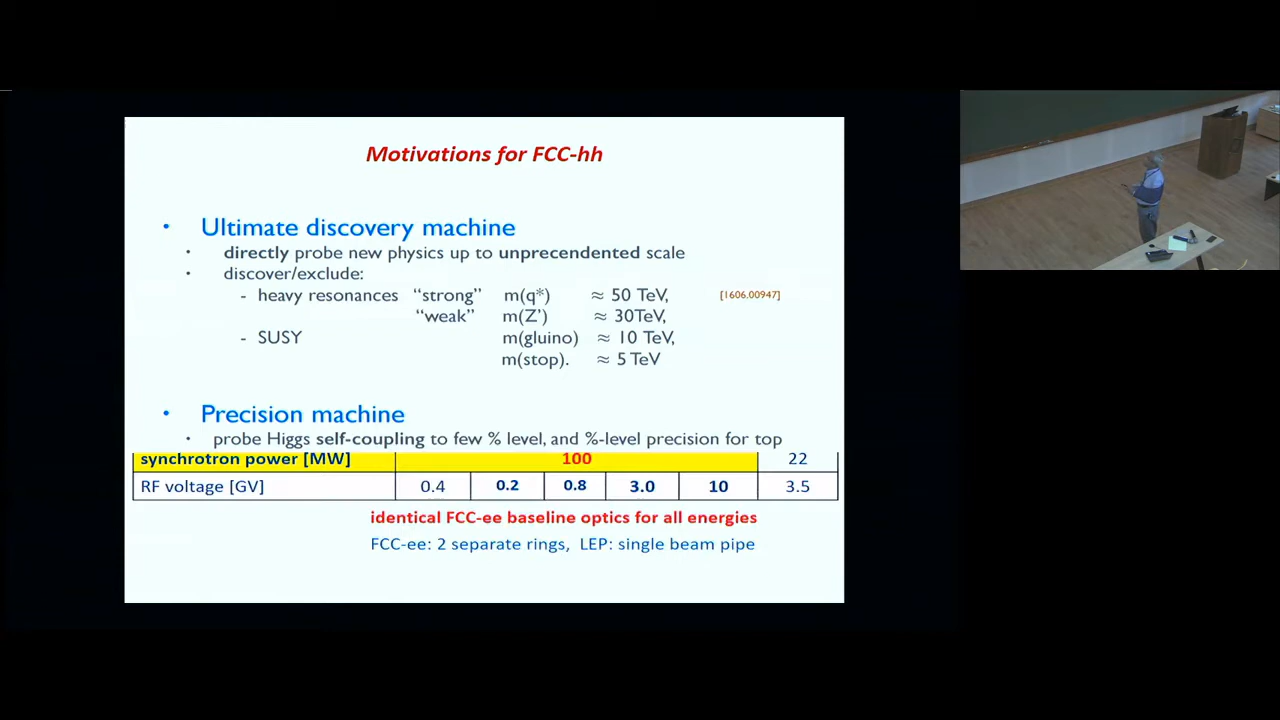 Motivations for FCC-hh
• Ultimate discovery machine
• directly probe new physics up to unprecendented scale
• discover/exclude:
- heavy resonances “strong” m(q*) ≈ 50 TeV, [1606.00947]
“weak” m(Z’) ≈ 30TeV,
- SUSY m(gluino) ≈ 10 TeV,
m(stop). ≈ 5 TeV
• Precision machine
• probe Higgs self-coupling to few % level, and %-level precision for top
synchrotron power [MW] 100 22
RF voltage [GV] 0.4 0.2 0.8 3.0 10 3.5
identical FCC-ee baseline optics for all energies
FCC-ee: 2 separate rings, LEP: single beam pipe